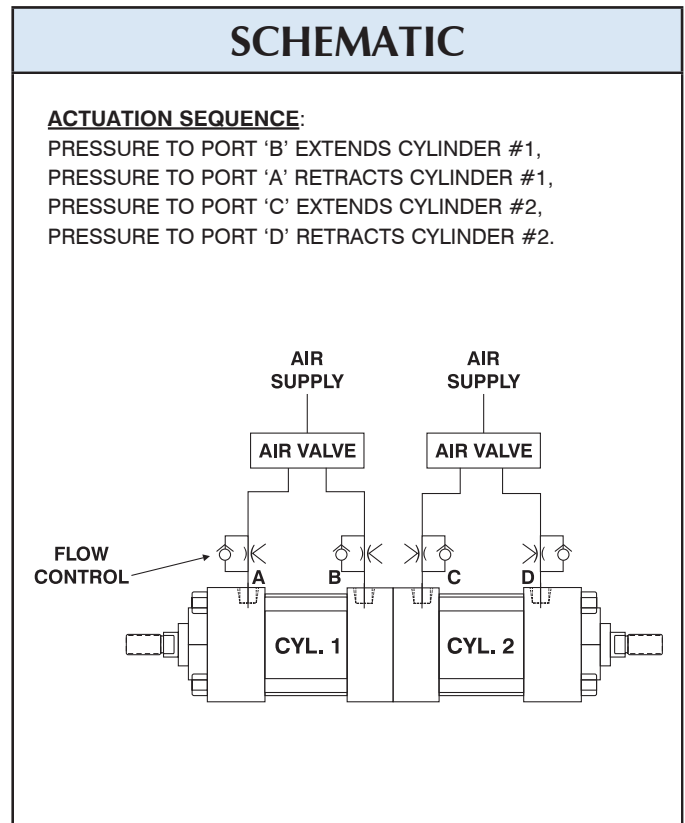 SCHEMATIC
ACTUATION SEQUENCE:
PRESSURE TO PORT ‘B’ EXTENDS CYLINDER #1,
PRESSURE TO PORT ‘A’ RETRACTS CYLINDER #1,
PRESSURE TO PORT ‘C’ EXTENDS CYLINDER #2,
PRESSURE TO PORT ‘D’ RETRACTS CYLINDER #2.
AIR
SUPPLY
AIR
SUPPLY
AIR VALVE
AIR VALVE
FLOW
CONTROL
A
B
C
D
CYL. 1
CYL. 2